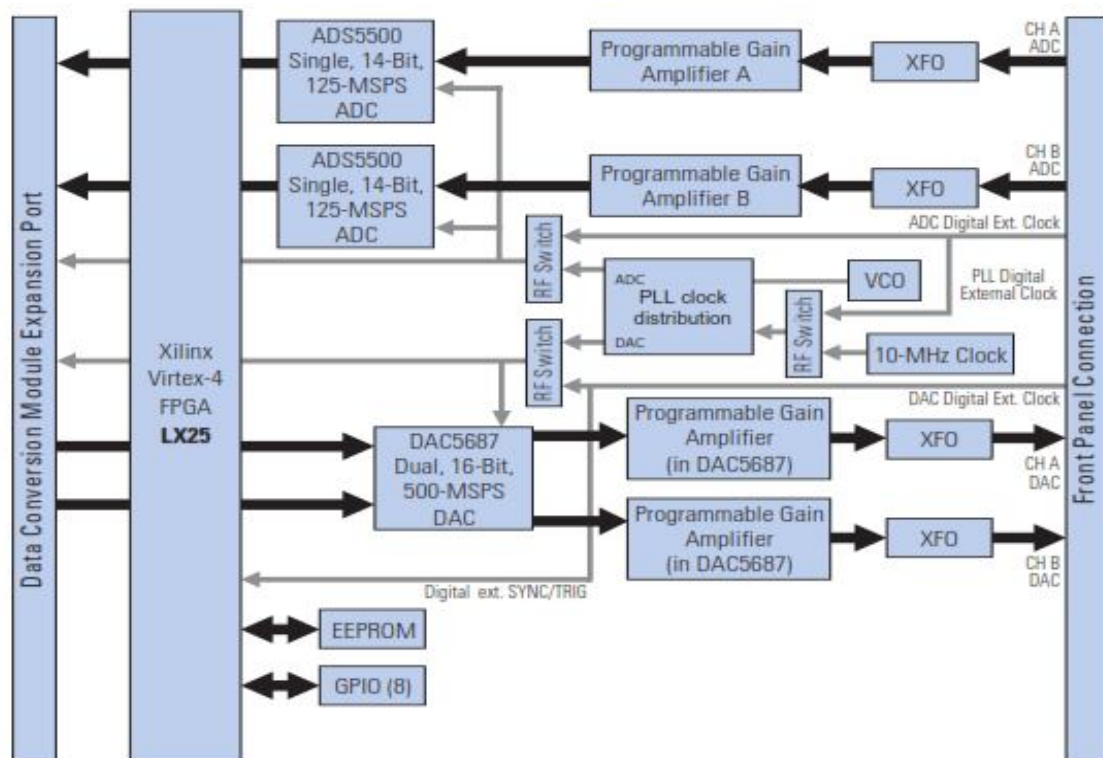 Data Conversion Module Expansion Port
Xilinx
Virtex-4
FPGA
LX25
ADS5500
Single, 14-Bit,
125-MSPS
ADC
Programmable Gain
Amplifier A
XFO
CH A
ADC
ADS5500
Single, 14-Bit,
125-MSPS
ADC
Programmable Gain
Amplifier B
XFO
CH B
ADC
ADC Digital Ext. Clock
RF Switch
ADC
PLL clock
distribution
DAC
VCO
PLL Digital
External Clock
RF Switch
10-MHz Clock
RF Switch
DAC Digital Ext. Clock
DAC5687
Dual, 16-Bit,
500-MSPS
DAC
Programmable Gain
Amplifier
(in DAC5687)
XFO
CH A
DAC
Programmable Gain
Amplifier
(in DAC5687)
XFO
CH B
DAC
Digital ext. SYNC/TRIG
EEPROM
GPIO (8)
Front Panel Connection